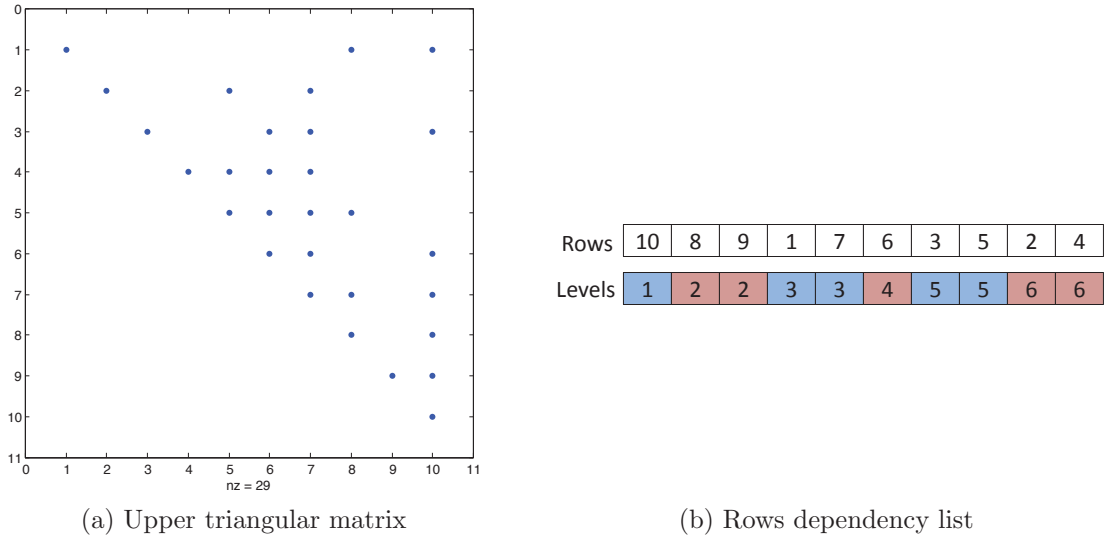 0
1
2
3
4
5
6
7
8
9
10
11
0 1 2 3 4 5 6 7 8 9 10 11
nz = 29
(a) Upper triangular matrix
Rows 10 8 9 1 7 6 3 5 2 4
Levels 1 2 2 3 3 4 5 5 6 6
(b) Rows dependency list